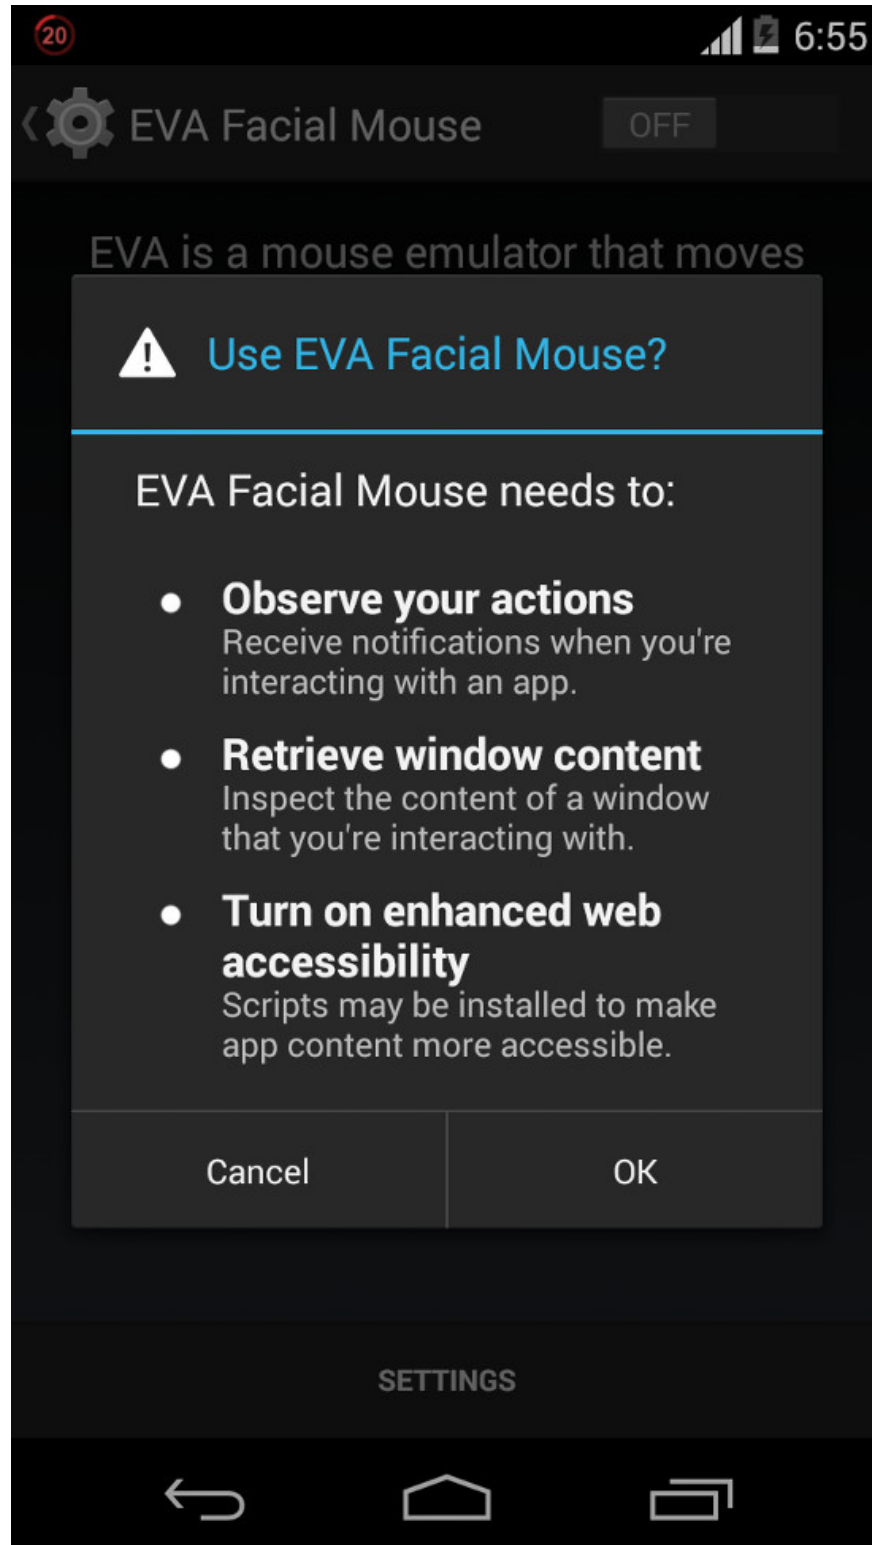 20 6:55
EVA Facial Mouse OFF
EVA is a mouse emulator that moves
Use EVA Facial Mouse?
EVA Facial Mouse needs to:
Observe your actions
Receive notifications when you're
interacting with an app.
Retrieve window content
Inspect the content of a window
that you're interacting with.
Turn on enhanced web
accessibility
Scripts may be installed to make
app content more accessible.
Cancel OK
SETTINGS